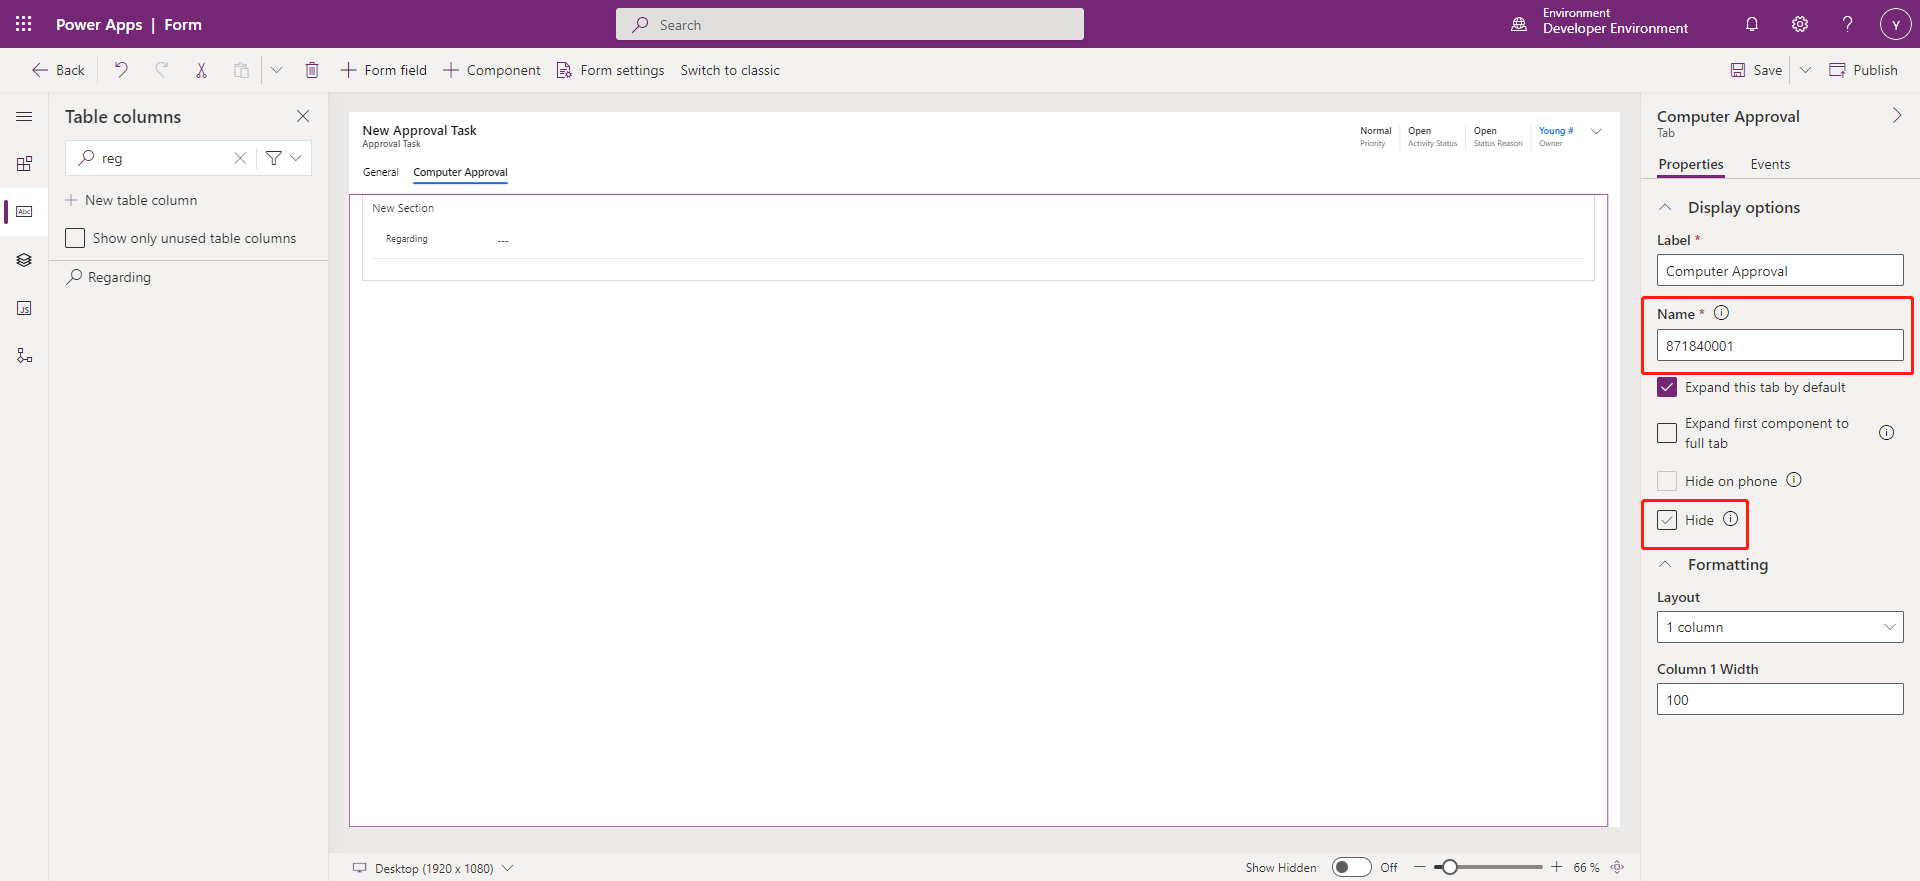 Power Apps | Form
Search
Environment
Developer Environment
Y
Back
Form field
Component
Form settings
Switch to classic
Save
Publish
Table columns
reg
New table column
Abc
Show only unused table columns
Regarding
JS
New Approval Task
Approval Task
Normal
Priority
Open
Activity Status
Open
Status Reason
Young #
Owner
General
Computer Approval
New Section
Regarding
---
Computer Approval
Tab
Properties
Events
Display options
Label *
Computer Approval
Name *
871840001
Expand this tab by default
Expand first component to
full tab
Hide on phone
Hide
Formatting
Layout
1 column
Column 1 Width
100
Desktop (1920 x 1080)
Show Hidden
Off
66 %